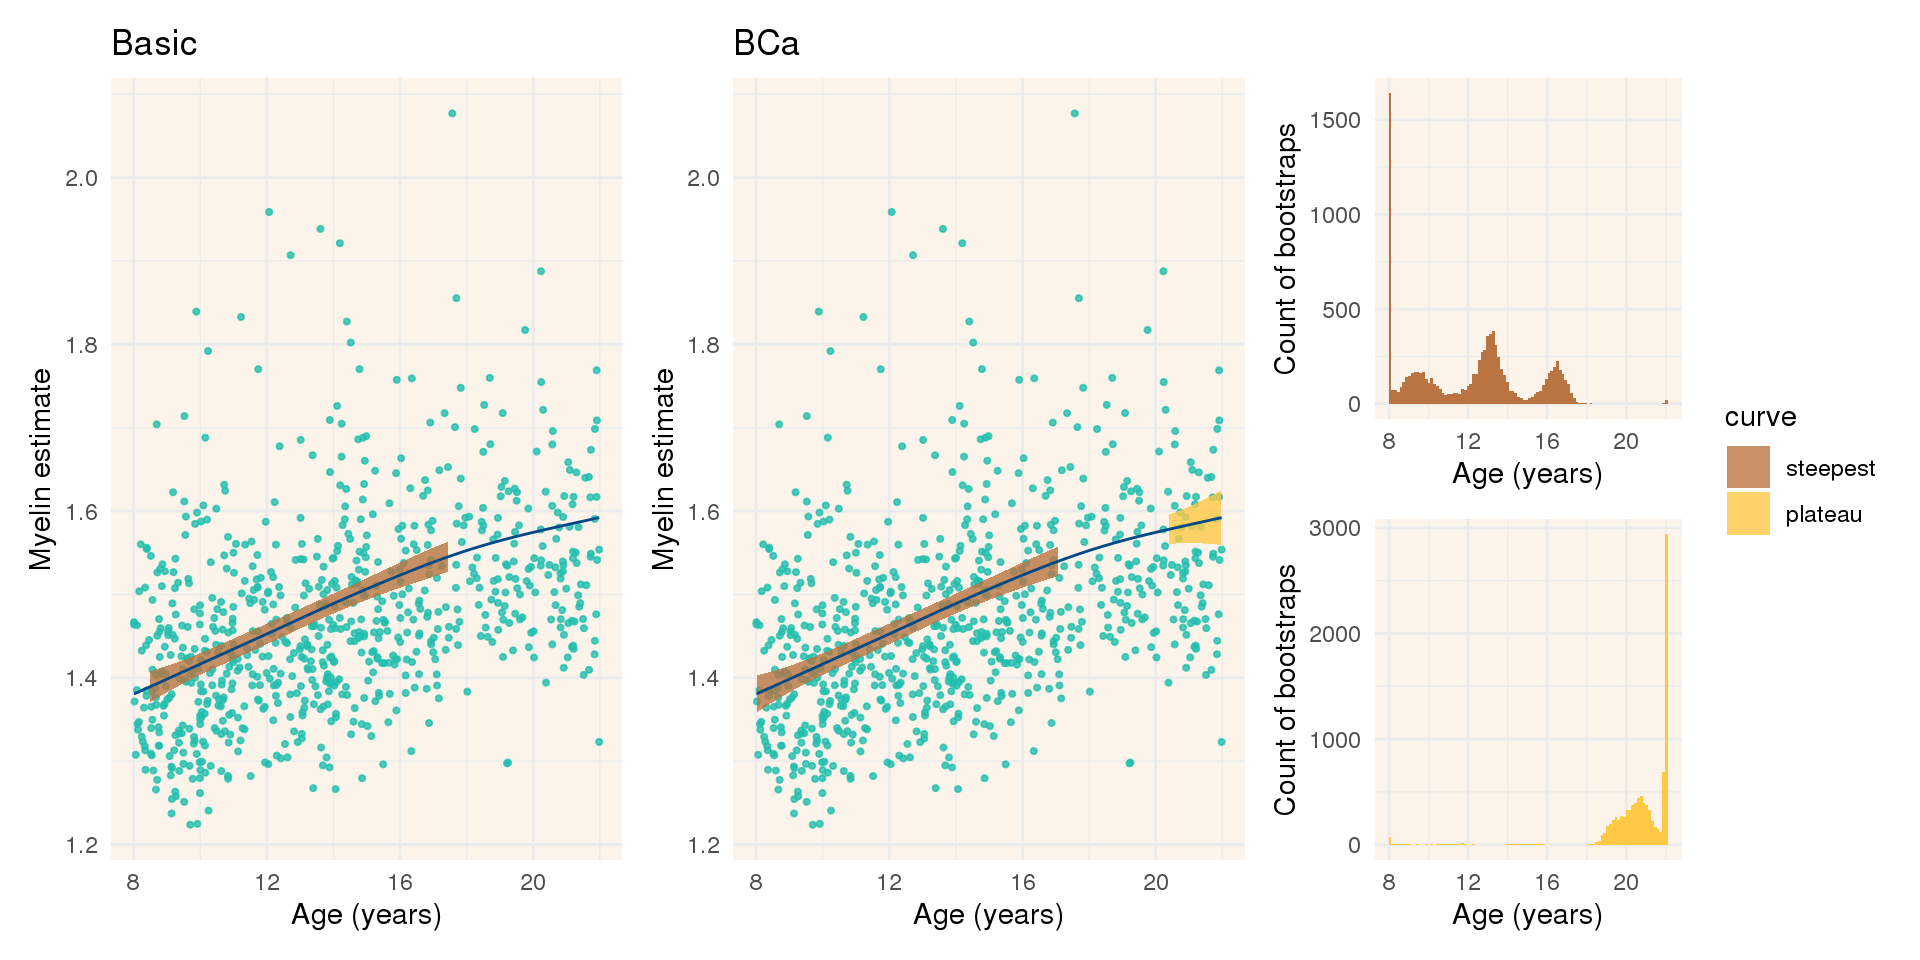 Basic
Myelin estimate
2.0
1.8
1.6
1.4
1.2
8 12 16 20
Age (years)
BCa
Myelin estimate
2.0
1.8
1.6
1.4
1.2
8 12 16 20
Age (years)
Count of bootstraps
1500
1000
500
0
8 12 16 20
Age (years)
Count of bootstraps
3000
2000
1000
0
8 12 16 20
Age (years)
curve
steepest
plateau